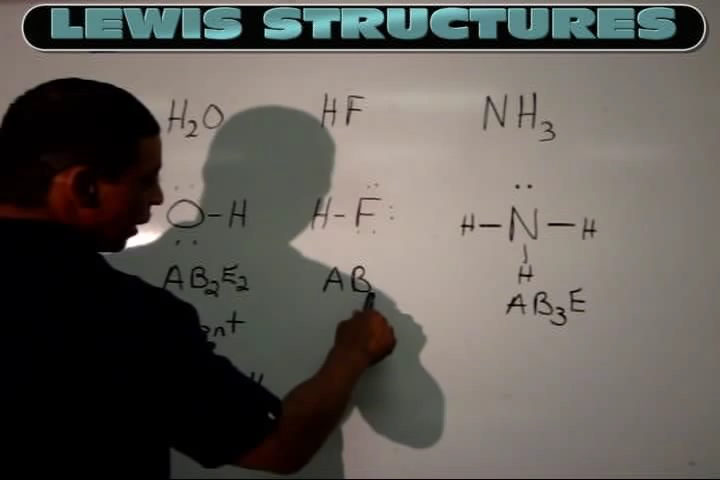 LEWIS STRUCTURES
H₂O HF NH₃
O-H H-F H-N-H
H
AB₂E₂ AB AB₃E